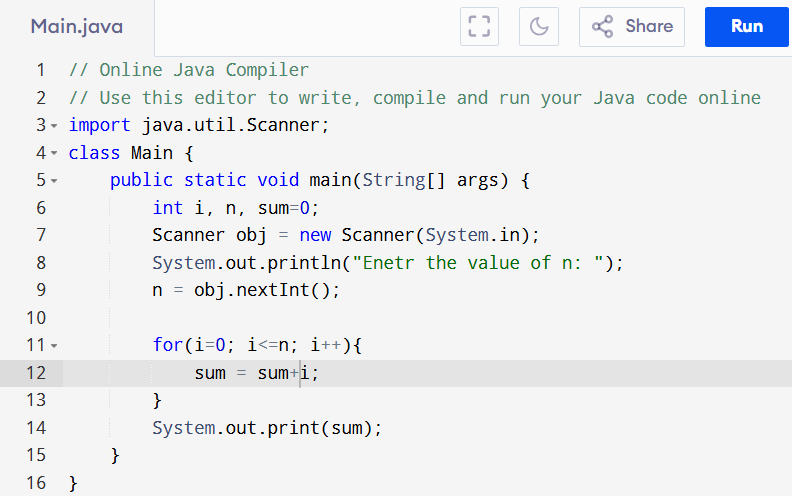 Main.java
Share
Run
1 // Online Java Compiler
2 // Use this editor to write, compile and run your Java code online
3 import java.util.Scanner;
4 class Main {
5 public static void main(String[] args) {
6 int i, n, sum=0;
7 Scanner obj = new Scanner(System.in);
8 System.out.println("Enetr the value of n: ");
9 n = obj.nextInt();
10
11 for(i=0; i<=n; i++){
12 sum = sum+i;
13 }
14 System.out.print(sum);
15 }
16 }